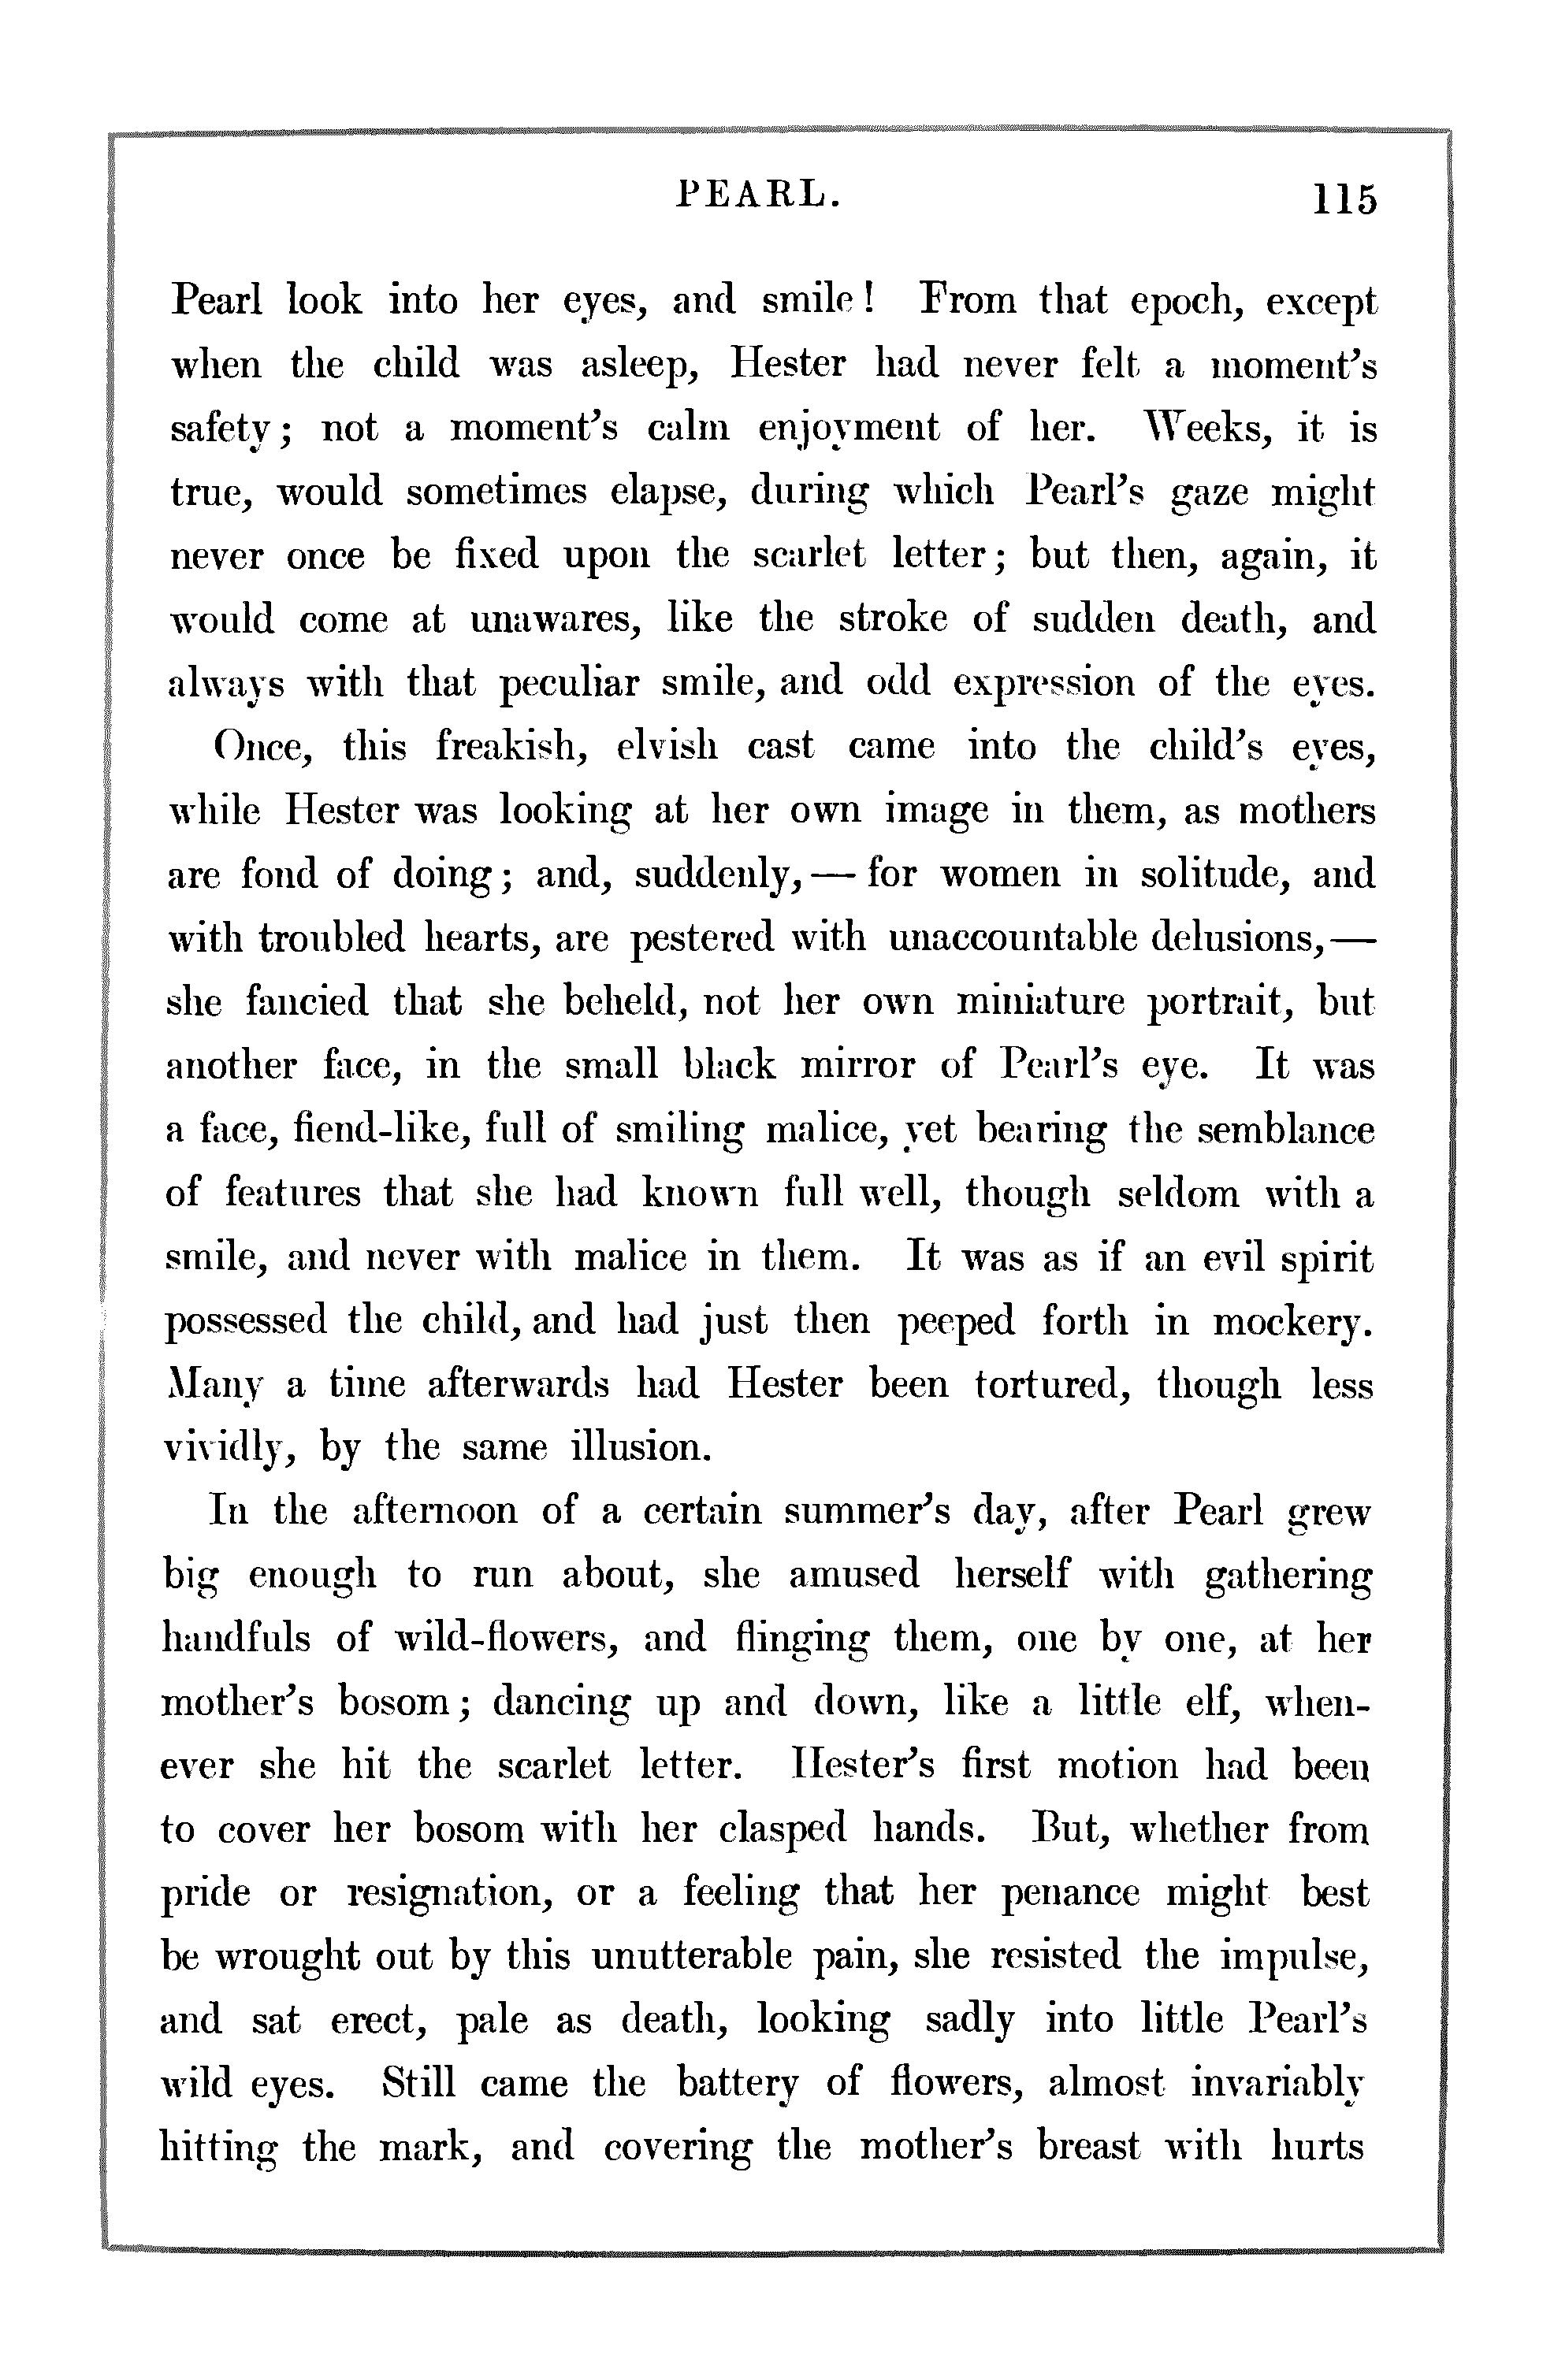 PEARL. 115
Pearl look into her eyes, and smile! From that epoch, except
when the child was asleep, Hester had never felt a moment's
safety; not a moment's calm enjoyment of her. Weeks, it is
true, would sometimes elapse, during which Pearl's gaze might
never once be fixed upon the scarlet letter; but then, again, it
would come at unawares, like the stroke of sudden death, and
always with that peculiar smile, and odd expression of the eyes.
Once, this freakish, elvish cast came into the child's eyes,
while Hester was looking at her own image in them, as mothers
are fond of doing; and, suddenly,—for women in solitude, and
with troubled hearts, are pestered with unaccountable delusions,—
she fancied that she beheld, not her own miniature portrait, but
another face, in the small black mirror of Pearl's eye. It was
a face, fiend-like, full of smiling malice, yet bearing the semblance
of features that she had known full well, though seldom with a
smile, and never with malice in them. It was as if an evil spirit
possessed the child, and had just then peeped forth in mockery.
Many a time afterwards had Hester been tortured, though less
vividly, by the same illusion.
In the afternoon of a certain summer's day, after Pearl grew
big enough to run about, she amused herself with gathering
handfuls of wild-flowers, and flinging them, one by one, at her
mother's bosom; dancing up and down, like a little elf, when-
ever she hit the scarlet letter. Hester's first motion had been
to cover her bosom with her clasped hands. But, whether from
pride or resignation, or a feeling that her penance might best
be wrought out by this unutterable pain, she resisted the impulse,
and sat erect, pale as death, looking sadly into little Pearl's
wild eyes. Still came the battery of flowers, almost invariably
hitting the mark, and covering the mother's breast with hurts